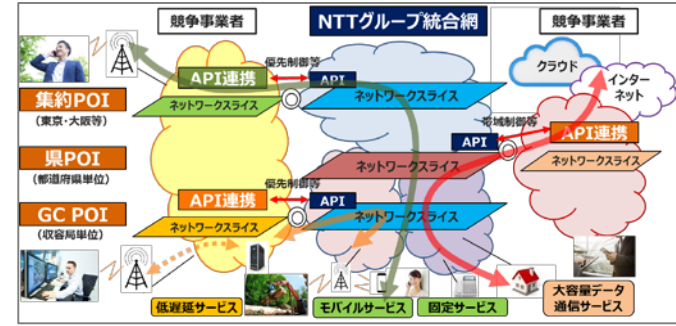 競争事業者
NTTグループ統合網
競争事業者
優先制御等
API連携
API
ネットワークスライス
ネットワークスライス
クラウド
インター
ネット
集約POI
(東京・大阪等)
帯域制御等
API
API連携
ネットワークスライス
県POI
(都道府県単位)
ネットワークスライス
優先制御等
API連携
API
ネットワークスライス
ネットワークスライス
GC POI
(収容局単位)
低遅延サービス
モバイルサービス
固定サービス
大容量データ
通信サービス